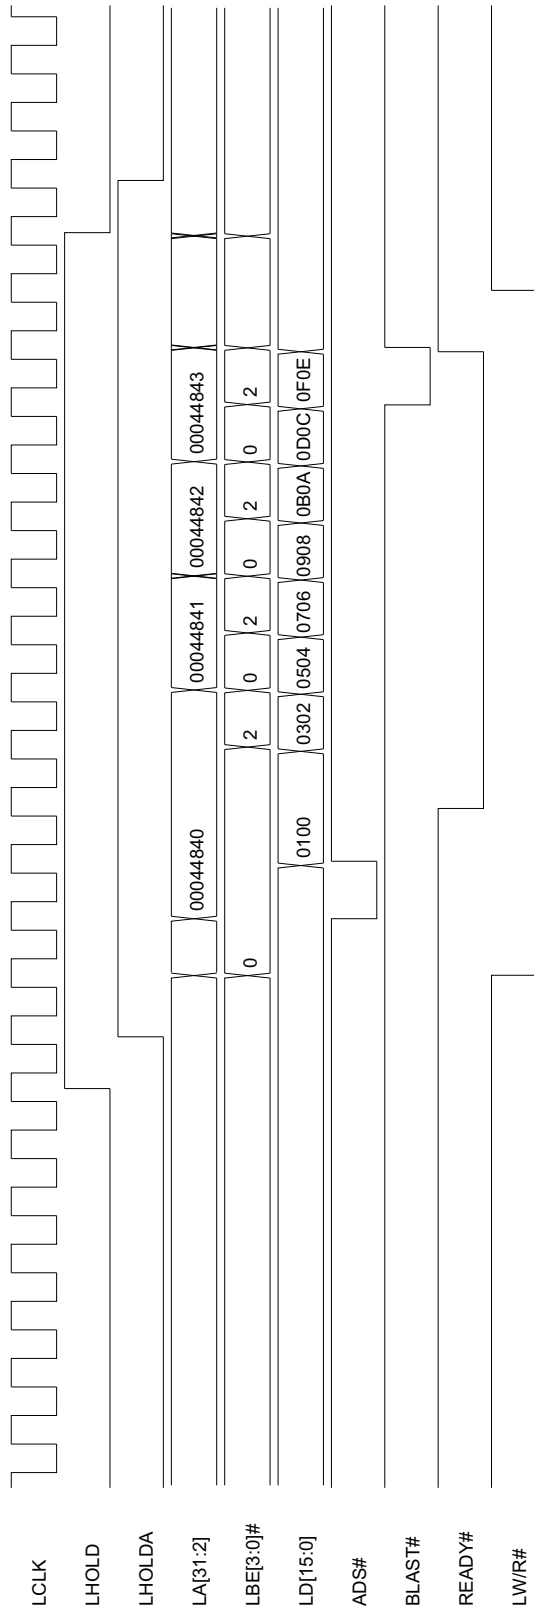 LCLK
LHOLD
LHOLDA
LA[31:2] 00044840 00044841 00044842 00044843
LBE[3:0]# 0 2 0 2 0 2 0 2
LD[15:0] 0100 0302 0504 0706 0908 0B0A 0D0C 0F0E
ADS#
BLAST#
READY#
LW/R#